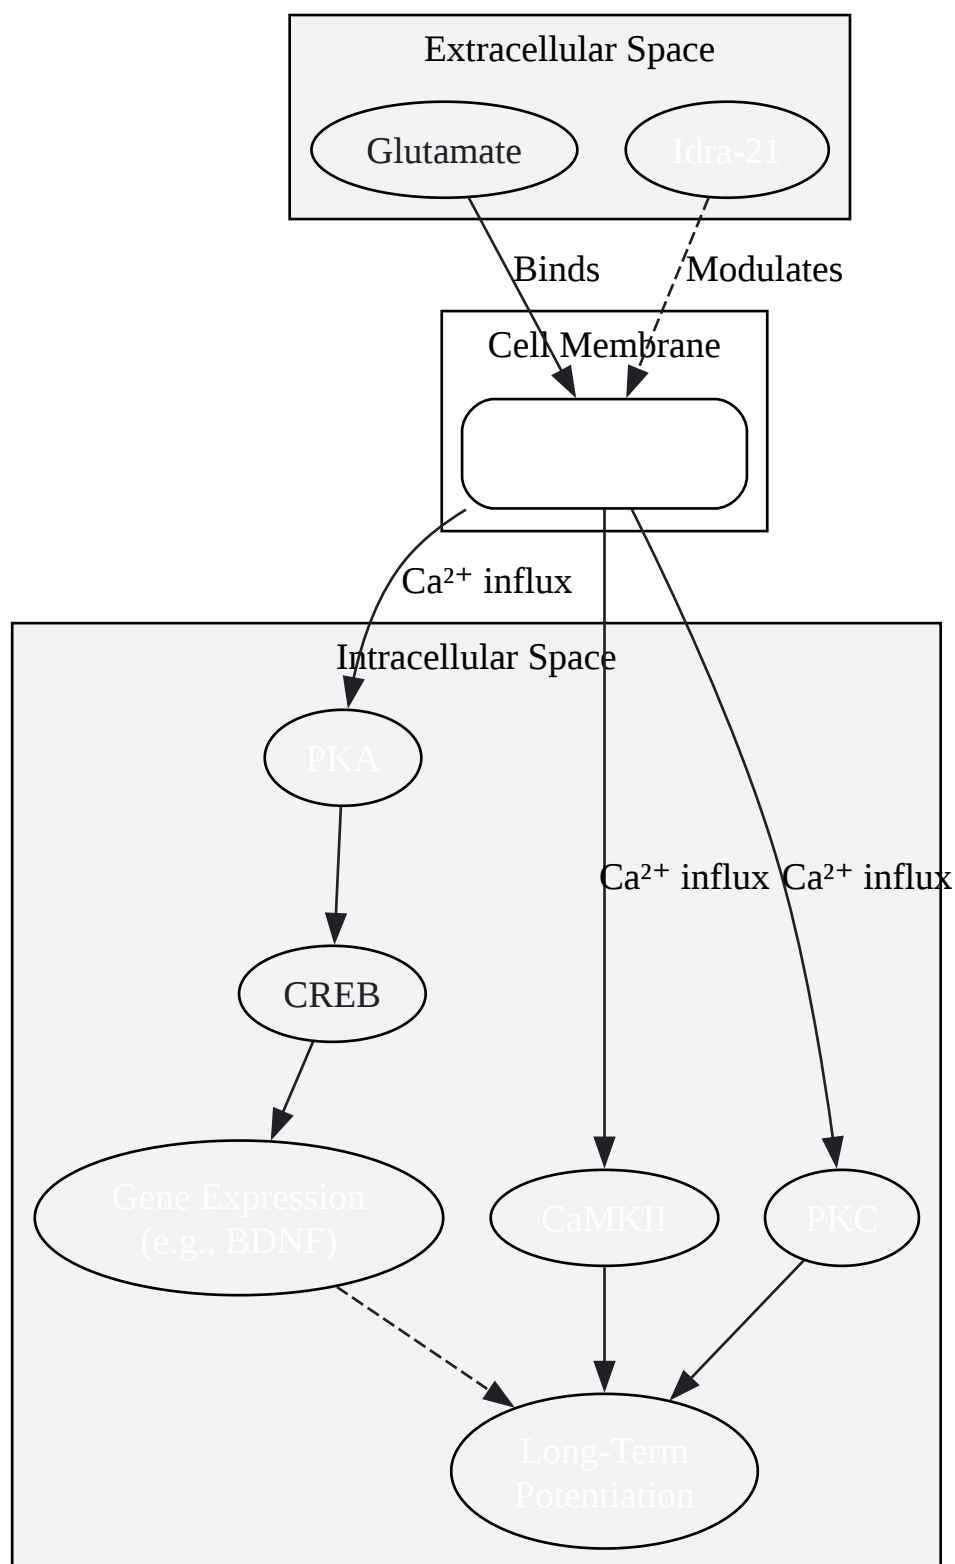 Extracellular Space
Glutamate
Idra-21
Binds
Modulates
Cell Membrane
Ca²⁺ influx
Intracellular Space
PKA
Ca²⁺ influx
Ca²⁺ influx
CREB
Gene Expression
(e.g., BDNF)
CaMKII
PKC
Long-Term
Potentiation